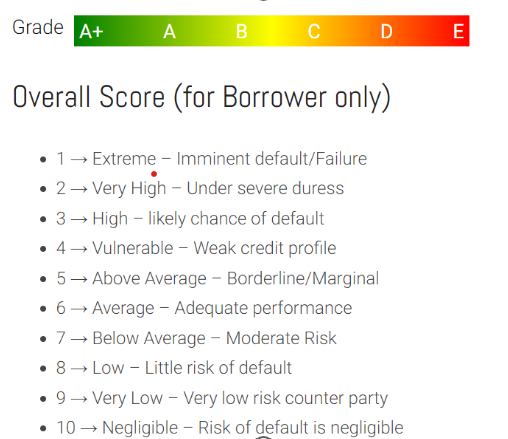 Grade A+ A B C D E
Overall Score (for Borrower only)
• 1 → Extreme – Imminent default/Failure
• 2 → Very High – Under severe duress
• 3 → High – likely chance of default
• 4 → Vulnerable – Weak credit profile
• 5 → Above Average – Borderline/Marginal
• 6 → Average – Adequate performance
• 7 → Below Average – Moderate Risk
• 8 → Low – Little risk of default
• 9 → Very Low – Very low risk counter party
• 10 → Negligible – Risk of default is negligible